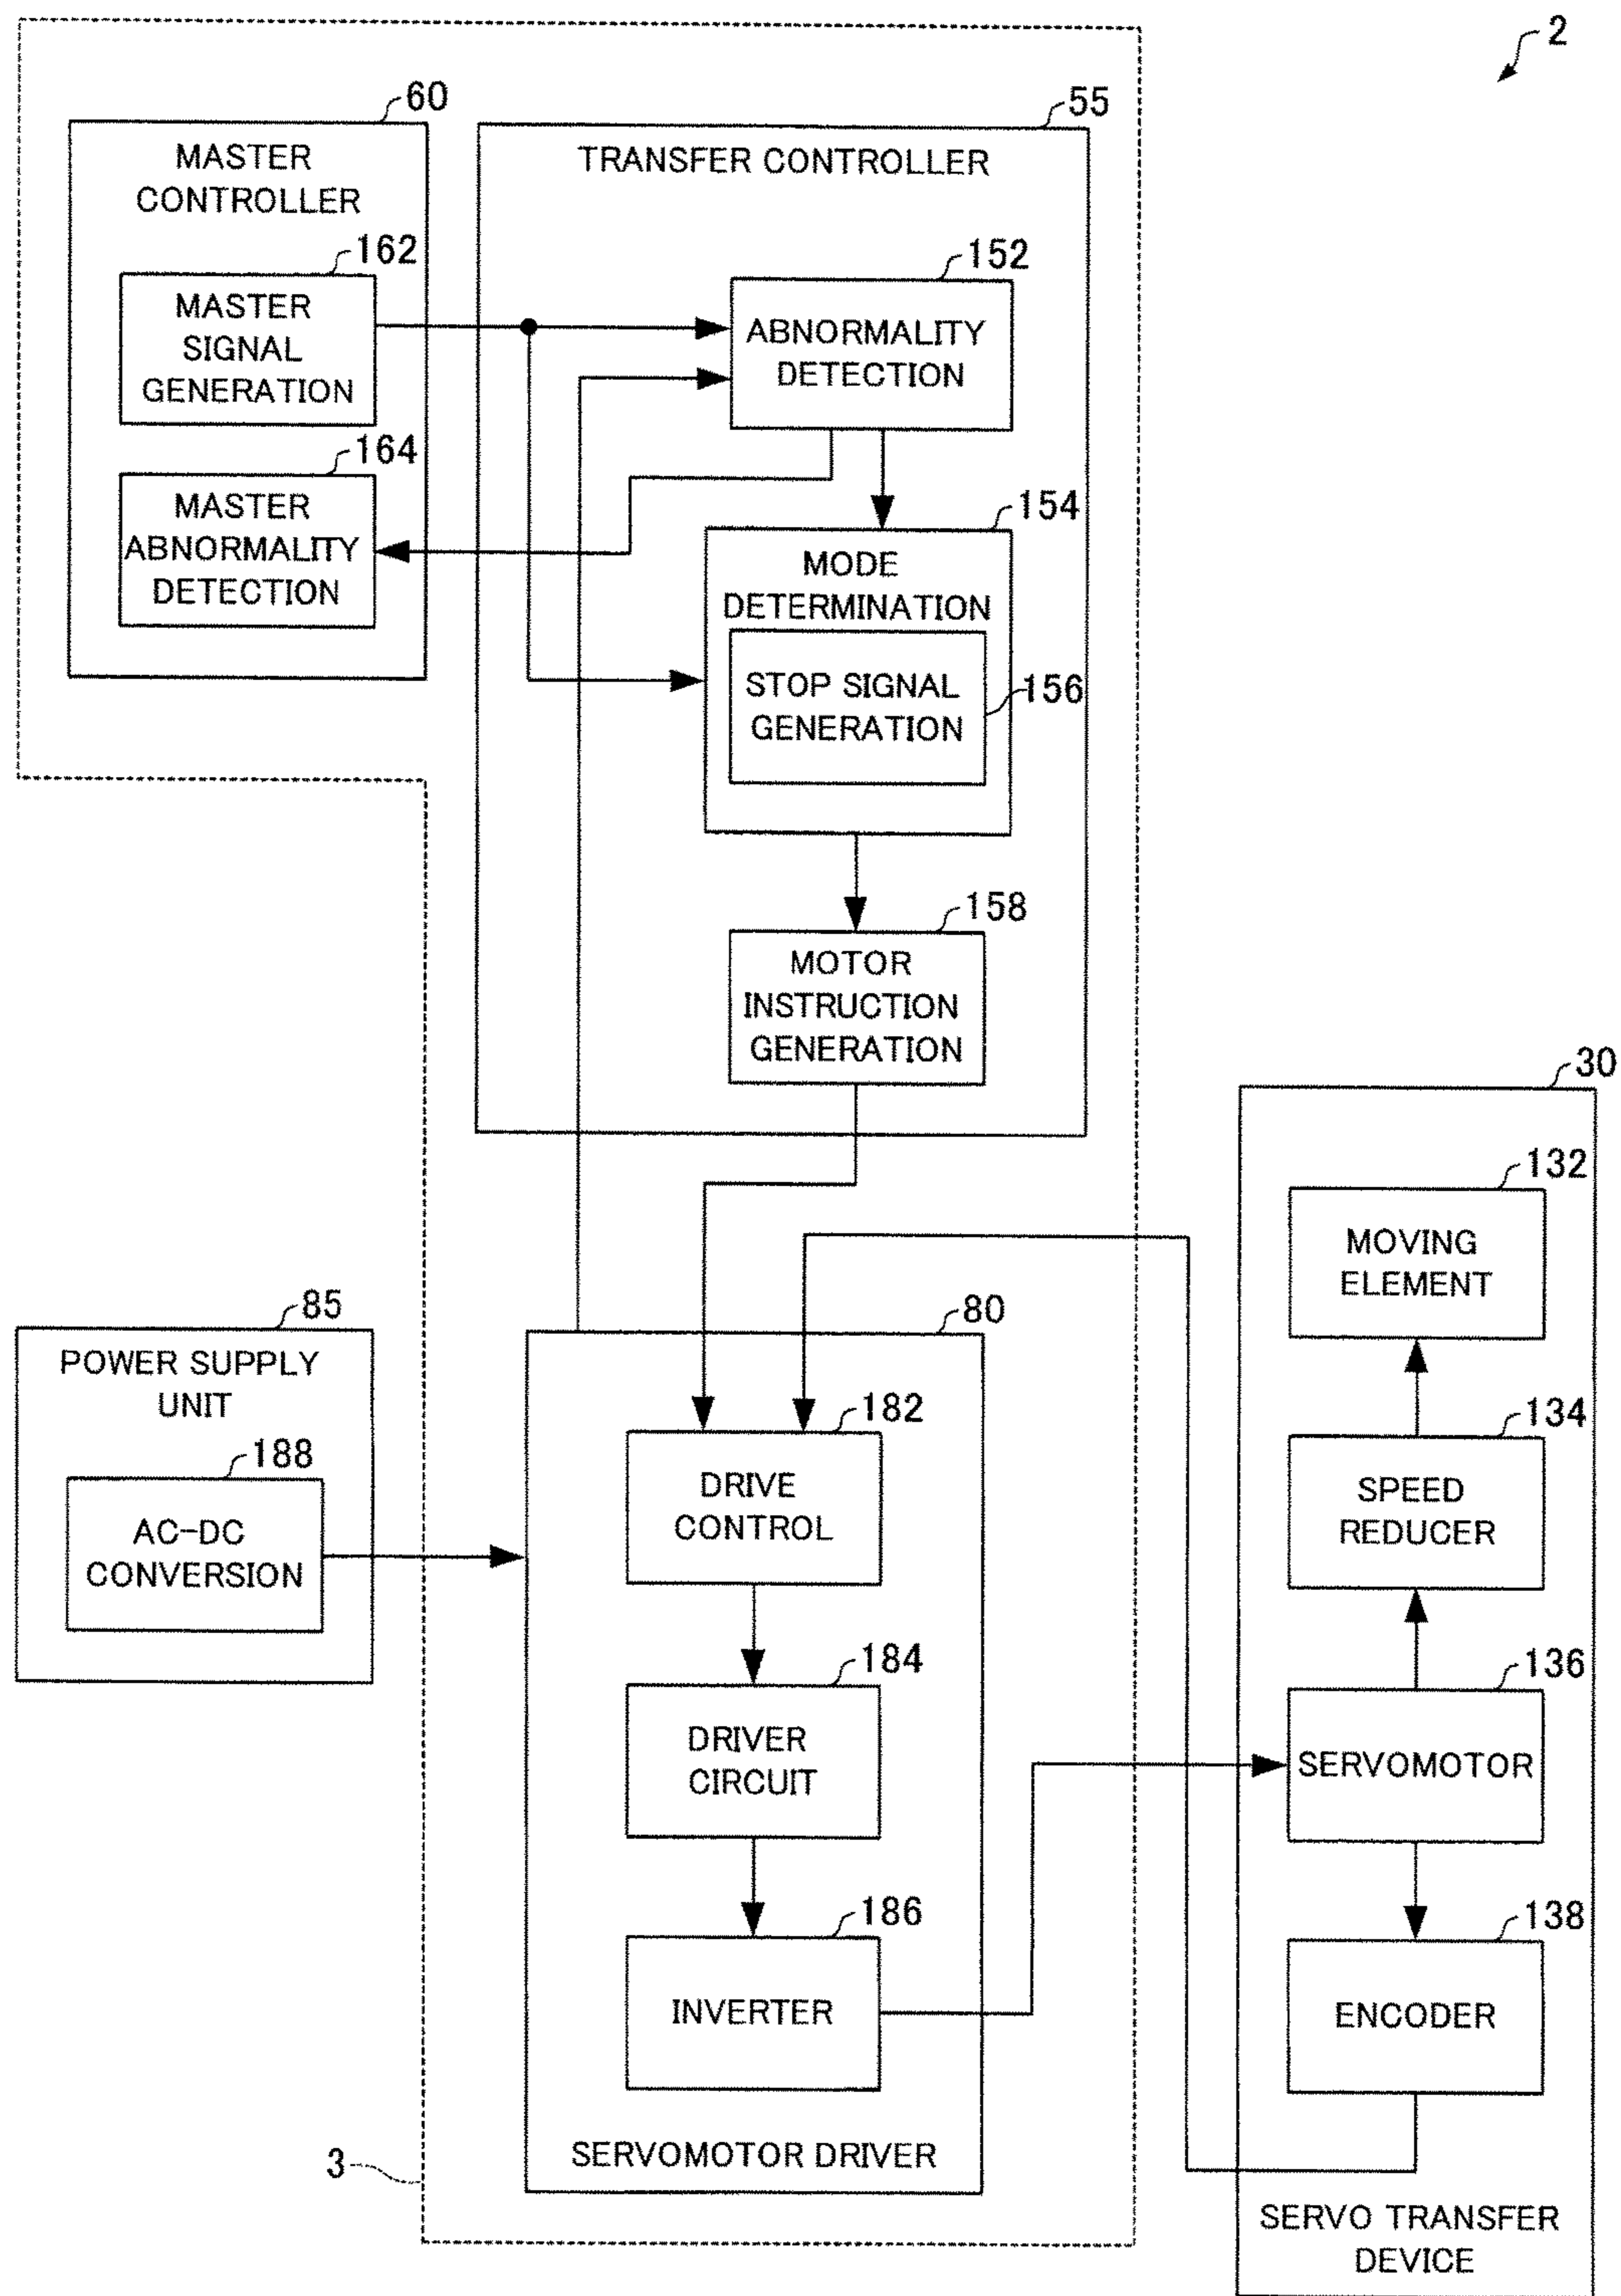 2
60
MASTER
CONTROLLER
162
MASTER
SIGNAL
GENERATION
164
MASTER
ABNORMALITY
DETECTION
55
TRANSFER CONTROLLER
152
ABNORMALITY
DETECTION
154
MODE
DETERMINATION
STOP SIGNAL
GENERATION
156
158
MOTOR
INSTRUCTION
GENERATION
85
POWER SUPPLY
UNIT
188
AC-DC
CONVERSION
80
182
DRIVE
CONTROL
184
DRIVER
CIRCUIT
186
INVERTER
SERVOMOTOR DRIVER
3
30
132
MOVING
ELEMENT
134
SPEED
REDUCER
136
SERVOMOTOR
138
ENCODER
SERVO TRANSFER
DEVICE